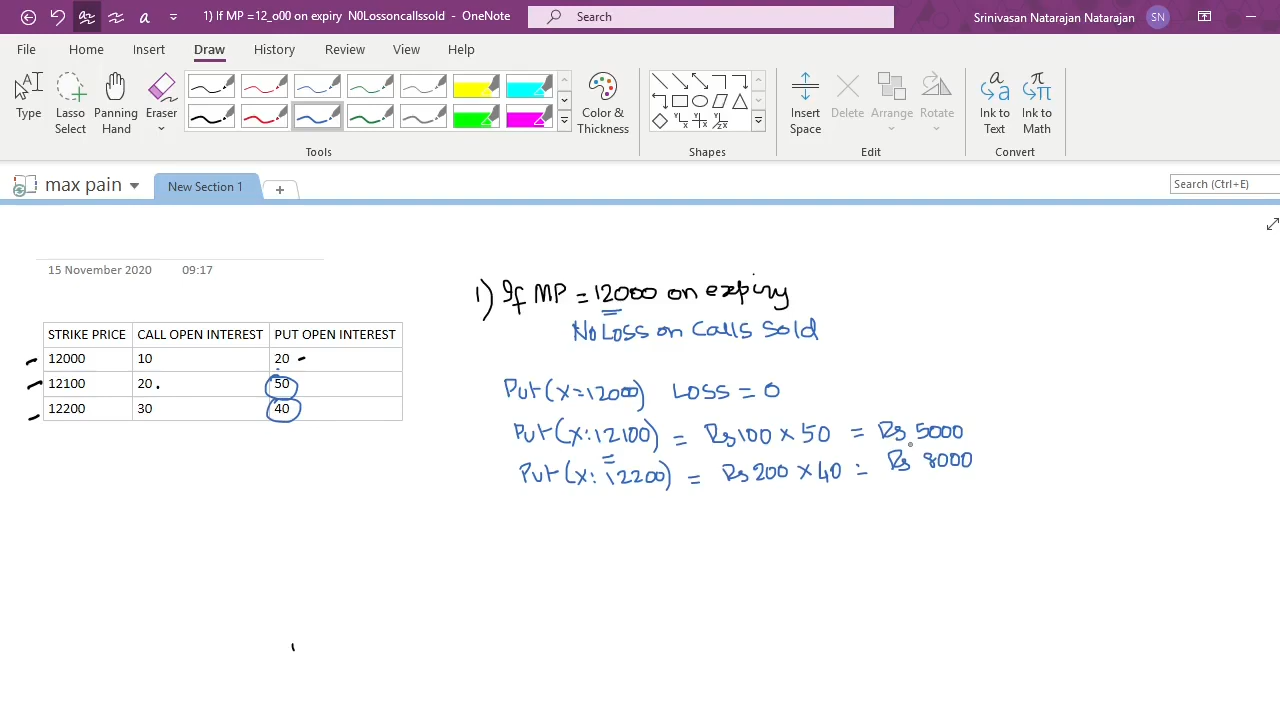 1) If MP =12_o00 on expiry  N0Lossoncallssold  -  OneNote
Search
Srinivasan Natarajan Natarajan
SN
File Home Insert Draw History Review View Help
Type
Lasso Select
Panning Hand
Eraser
Color & Thickness
Insert Space
Delete
Arrange
Rotate
Ink to Text
Ink to Math
Tools
Shapes
Edit
Convert
max pain
New Section 1
Search (Ctrl+E)
15 November 2020 09:17
STRIKE PRICE CALL OPEN INTEREST PUT OPEN INTEREST
12000 10 20
12100 20 50
12200 30 40
1) If MP = 12000 on expiry
No Loss on Calls Sold
Put (X=12000) Loss = 0
Put (X:12100) = Rs 100 × 50 = Rs 5000
Put (X: 12200) = Rs 200 × 40 = Rs 8000